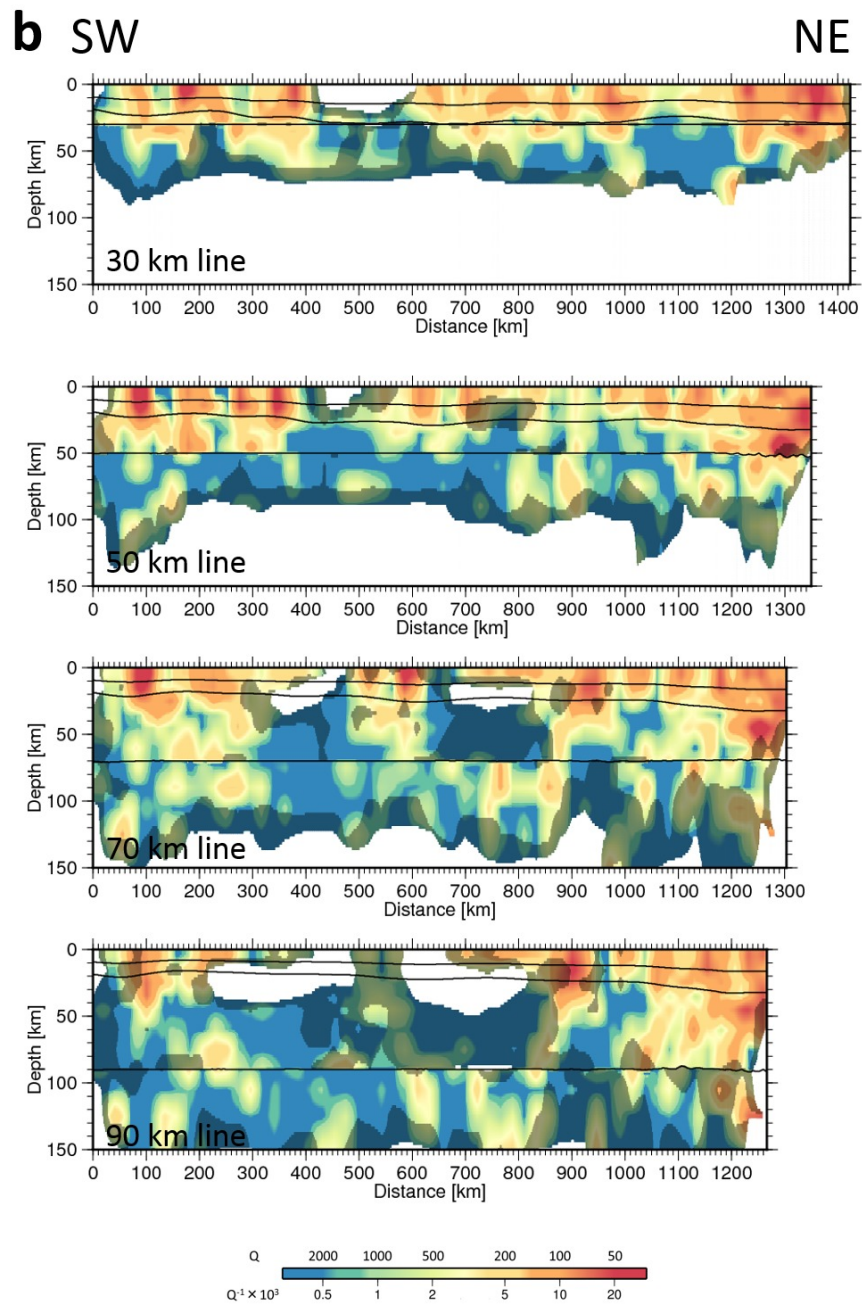 b SW NE
0
50
100
150
Depth [km]
30 km line
0 100 200 300 400 500 600 700 800 900 1000 1100 1200 1300 1400
Distance [km]
0
50
100
150
Depth [km]
50 km line
0 100 200 300 400 500 600 700 800 900 1000 1100 1200 1300
Distance [km]
0
50
100
150
Depth [km]
70 km line
0 100 200 300 400 500 600 700 800 900 1000 1100 1200 1300
Distance [km]
0
50
100
150
Depth [km]
90 km line
0 100 200 300 400 500 600 700 800 900 1000 1100 1200
Distance [km]
Q 2000 1000 500 200 100 50
Q⁻¹ × 10³ 0.5 1 2 5 10 20